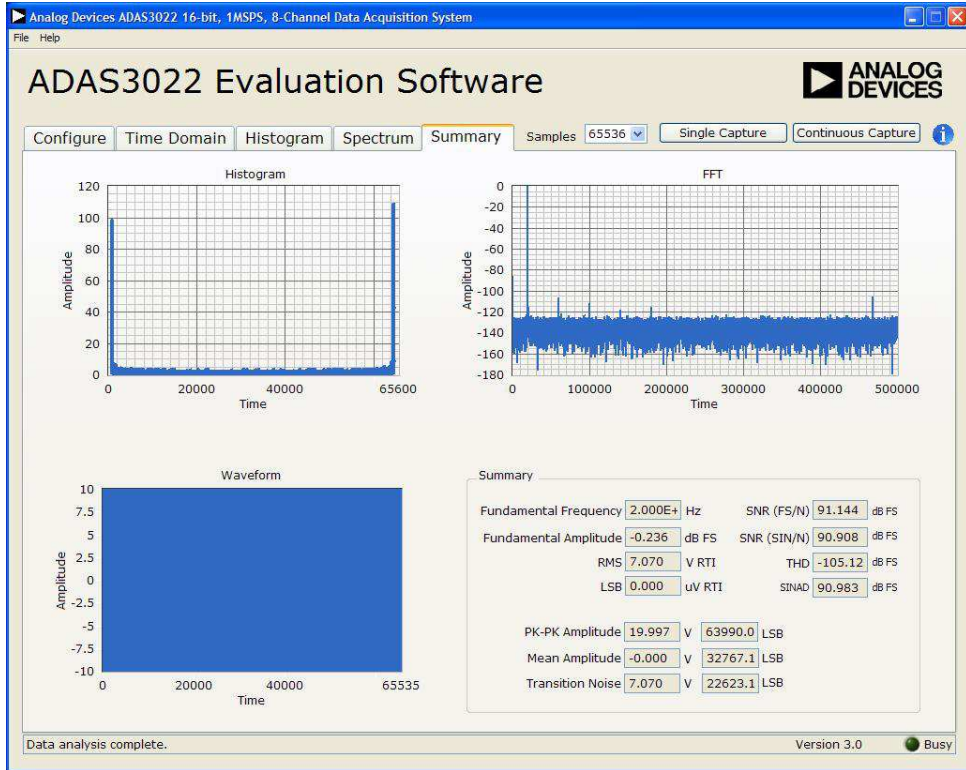 Analog Devices ADAS3022 16-bit, 1MSPS, 8-Channel Data Acquisition System
File Help
ADAS3022 Evaluation Software
ANALOG
DEVICES
Configure Time Domain Histogram Spectrum Summary Samples 65536 Single Capture Continuous Capture i
Histogram
120
100
80
60
40
20
0
Amplitude
0 20000 40000 65600
Time
FFT
0
-20
-40
-60
-80
-100
-120
-140
-160
-180
Amplitude
0 100000 200000 300000 400000 500000
Time
Waveform
10
7.5
5
2.5
0
-2.5
-5
-7.5
-10
Amplitude
0 20000 40000 65535
Time
Summary
Fundamental Frequency 2.000E+ Hz SNR (FS/N) 91.144 dB FS
Fundamental Amplitude -0.236 dB FS SNR (SIN/N) 90.908 dB FS
RMS 7.070 V RTI THD -105.12 dB FS
LSB 0.000 uV RTI SINAD 90.983 dB FS
PK-PK Amplitude 19.997 V 63990.0 LSB
Mean Amplitude -0.000 V 32767.1 LSB
Transition Noise 7.070 V 22623.1 LSB
Data analysis complete. Version 3.0 Busy